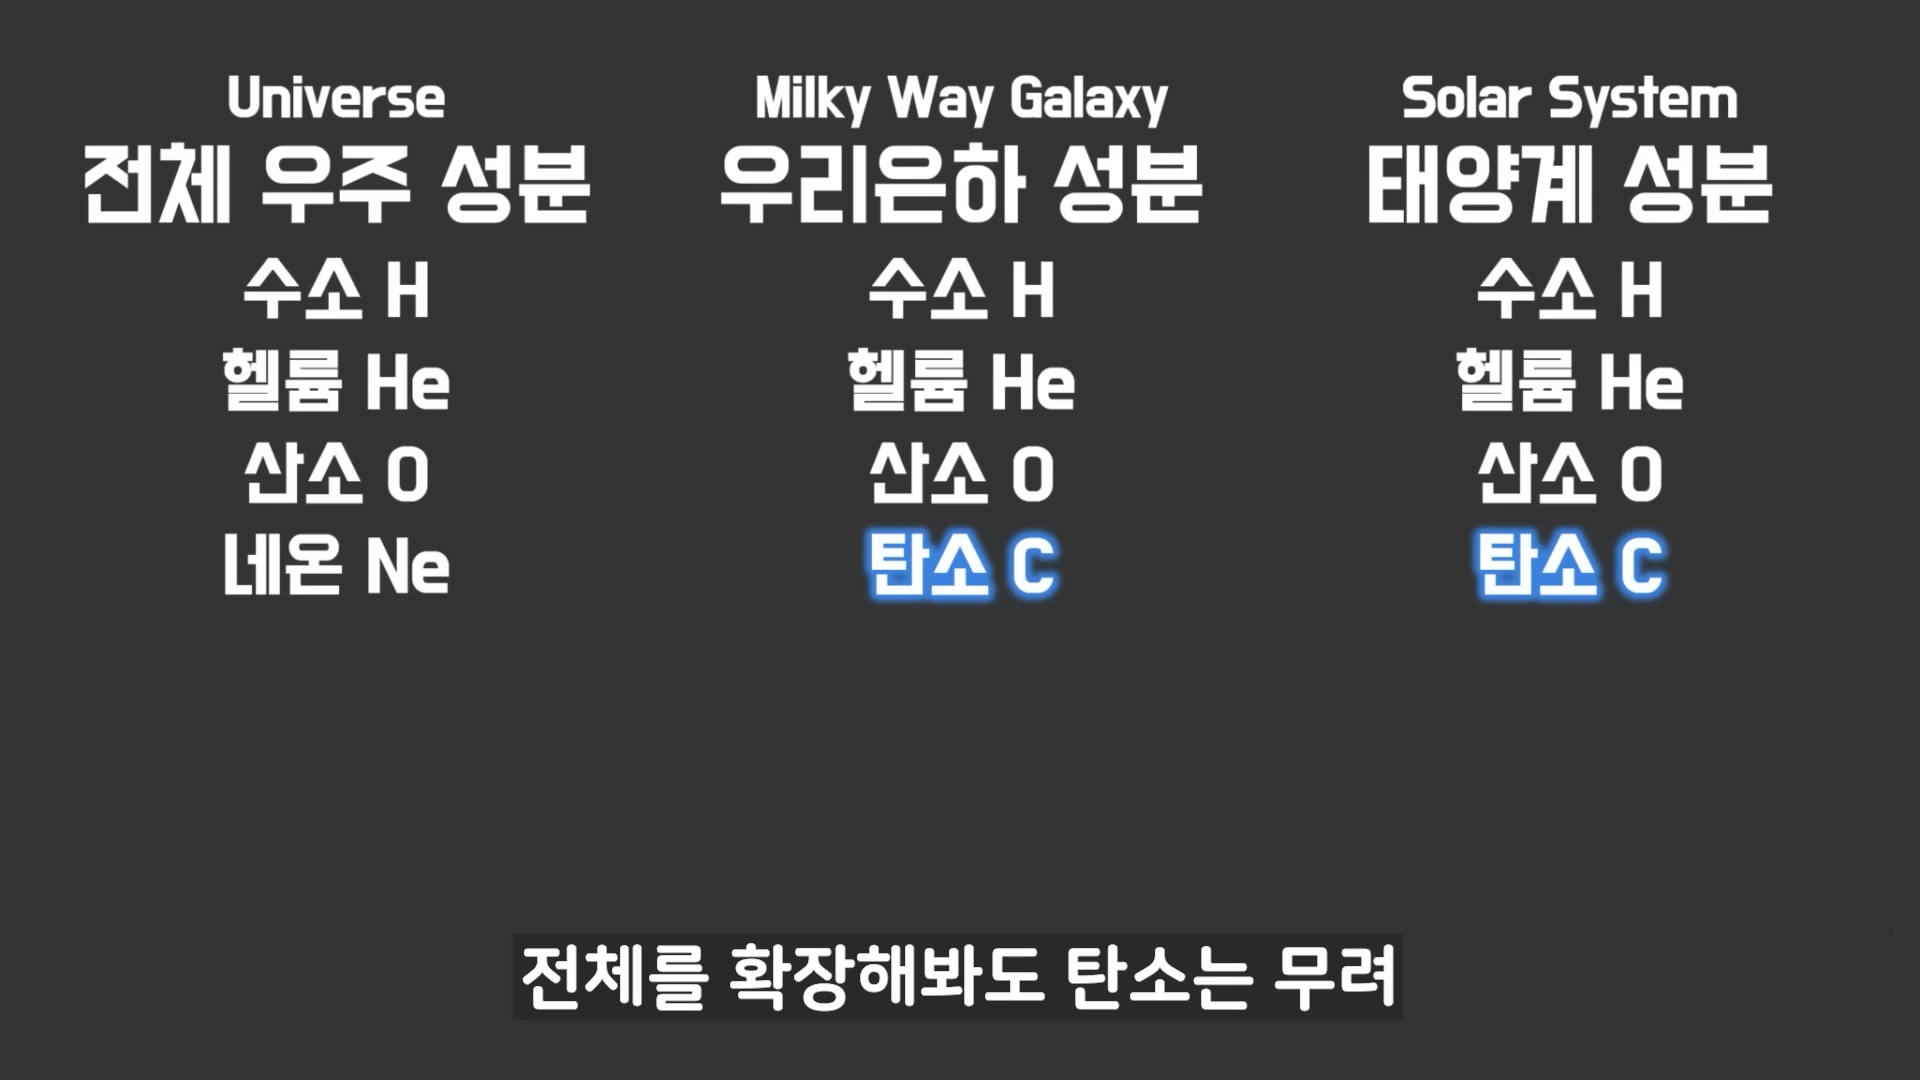 Universe
전체 우주 성분
수소 H
헬륨 He
산소 O
네온 Ne
Milky Way Galaxy
우리은하 성분
수소 H
헬륨 He
산소 O
탄소 C
Solar System
태양계 성분
수소 H
헬륨 He
산소 O
탄소 C
전체를 확장해봐도 탄소는 무려